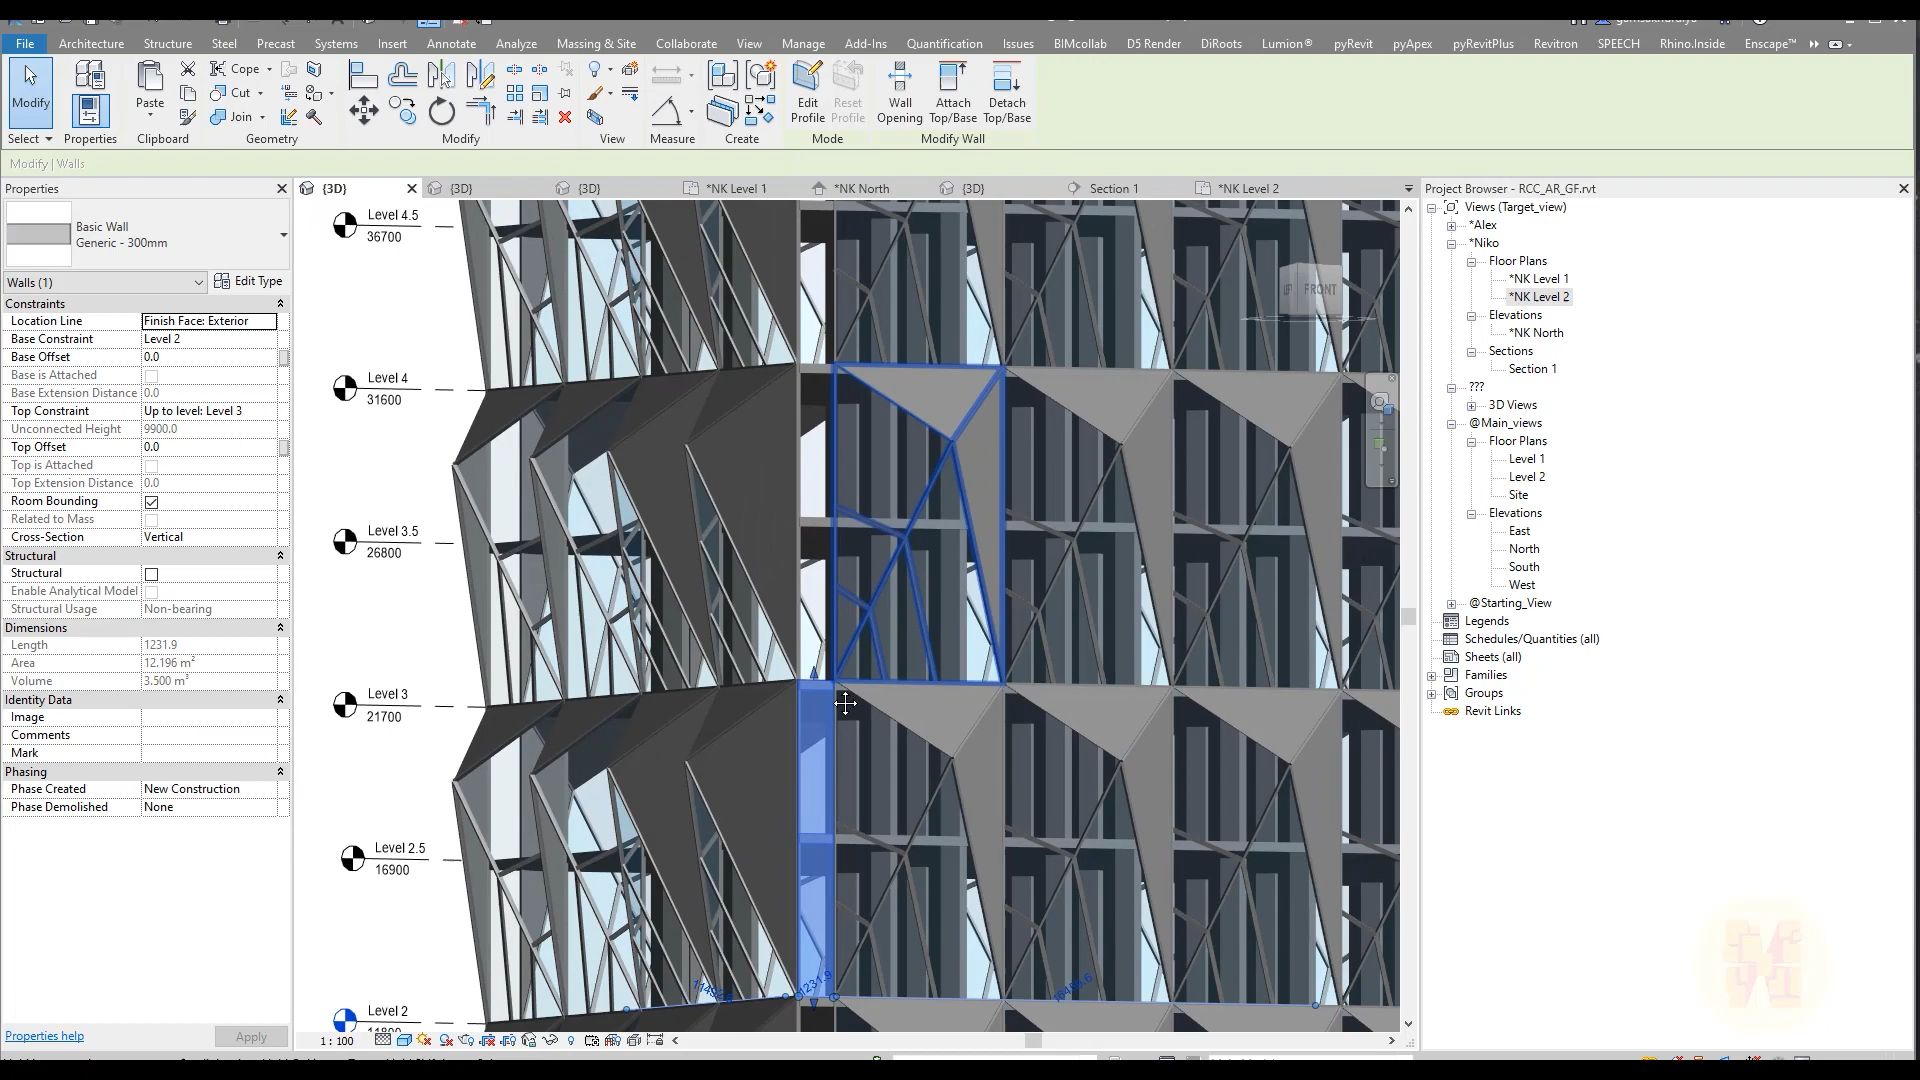 File Architecture Structure Steel Precast Systems Insert Annotate Analyze Massing & Site Collaborate View Manage Add-Ins Quantification Issues BIMcollab D5 Render DiRoots Lumion® pyRevit pyApex pyRevitPlus Revitron SPEECH Rhino.Inside Enscape™
Modify
Paste
Cope
Cut
Join
Edit Profile
Reset Profile
Wall Opening
Attach Top/Base
Detach Top/Base
Select Properties Clipboard Geometry Modify View Measure Create Mode Modify Wall
Modify | Walls
Properties
Basic Wall
Generic - 300mm
Walls (1) Edit Type
Constraints
Location Line Finish Face: Exterior
Base Constraint Level 2
Base Offset 0.0
Base is Attached
Base Extension Distance 0.0
Top Constraint Up to level: Level 3
Unconnected Height 9900.0
Top Offset 0.0
Top is Attached
Top Extension Distance 0.0
Room Bounding
Related to Mass
Cross-Section Vertical
Structural
Structural
Enable Analytical Model
Structural Usage Non-bearing
Dimensions
Length 1231.9
Area 12.196 m²
Volume 3.500 m³
Identity Data
Image
Comments
Mark
Phasing
Phase Created New Construction
Phase Demolished None
Properties help Apply
{3D} {3D} {3D} *NK Level 1 *NK North {3D} Section 1 *NK Level 2
Level 4.5
36700
Level 4
31600
Level 3.5
26800
Level 3
21700
Level 2.5
16900
Level 2
FRONT
1231.9
1 : 100
Project Browser - RCC_AR_GF.rvt
Views (Target_view)
*Alex
*Niko
Floor Plans
*NK Level 1
*NK Level 2
Elevations
*NK North
Sections
Section 1
???
3D Views
@Main_views
Floor Plans
Level 1
Level 2
Site
Elevations
East
North
South
West
@Starting_View
Legends
Schedules/Quantities (all)
Sheets (all)
Families
Groups
Revit Links